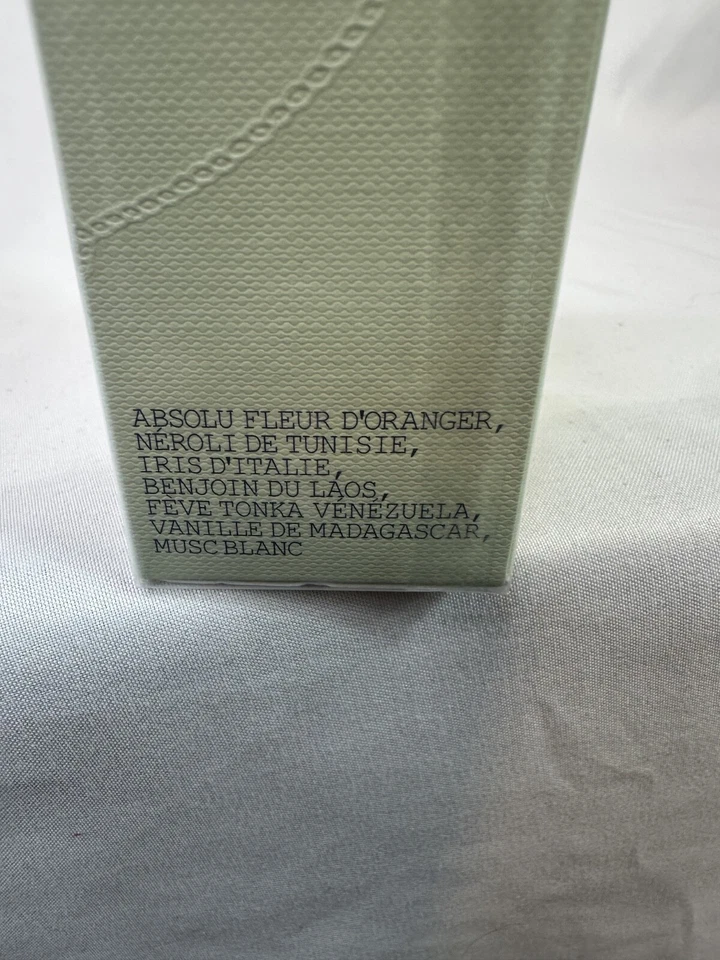 ABSOLU FLEUR D'ORANGER,
NÉROLI DE TUNISIE,
IRIS D'ITALIE,
BENJOIN DU LAOS,
FÈVE TONKA VÉNÉZUELA,
VANILLE DE MADAGASCAR,
MUSC BLANC